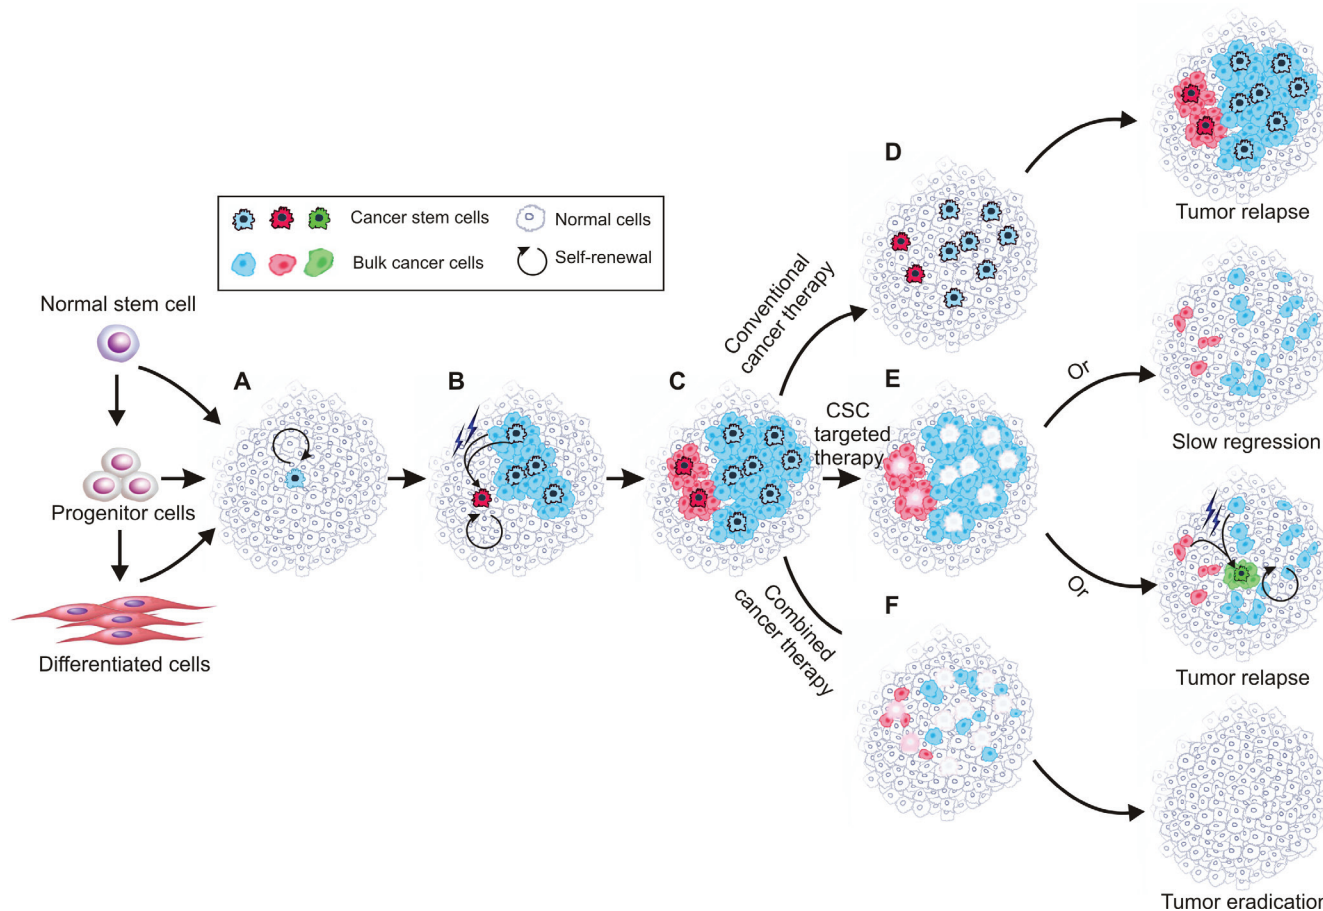 Tumor relapse
D
Cancer stem cells
Normal cells
Bulk cancer cells
Self-renewal
Normal stem cell
Conventional
cancer therapy
A
B
C
CSC
targeted
therapy
E
Or
Slow regression
Progenitor cells
Or
Combined
cancer therapy
F
Differentiated cells
Tumor relapse
Tumor eradication